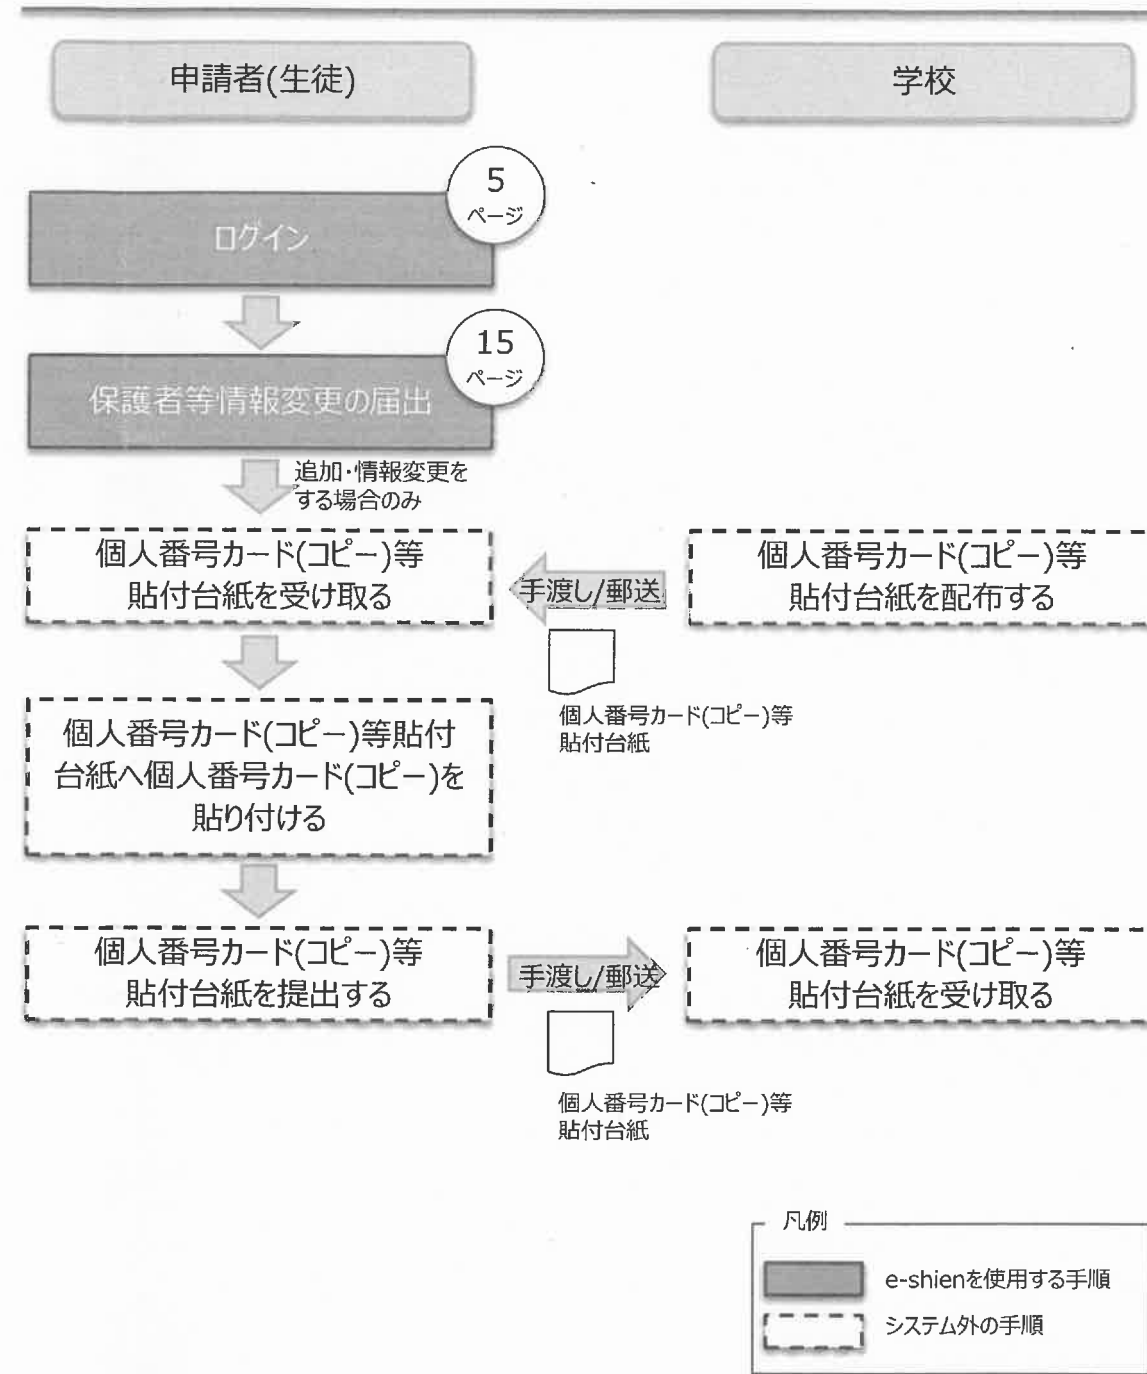 申請者(生徒)
学校
5
ページ
ログイン
15
ページ
保護者等情報変更の届出
追加・情報変更を
する場合のみ
個人番号カード(コピー)等
貼付台紙を受け取る
手渡し/郵送
個人番号カード(コピー)等
貼付台紙を配布する
個人番号カード(コピー)等
貼付台紙
個人番号カード(コピー)等貼付
台紙へ個人番号カード(コピー)を
貼り付ける
個人番号カード(コピー)等
貼付台紙を提出する
手渡し/郵送
個人番号カード(コピー)等
貼付台紙を受け取る
個人番号カード(コピー)等
貼付台紙
凡例
e-shienを使用する手順
システム外の手順